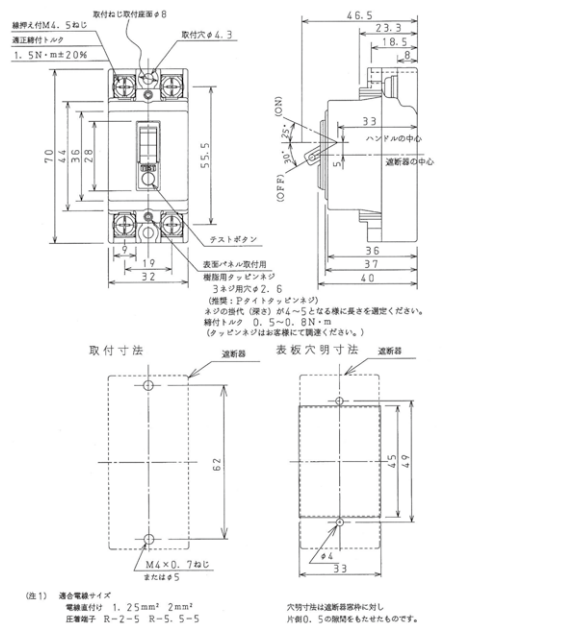 線押え付M4.5ねじ
適正締付トルク
1.5N・m±20%
取付ねじ取付座面φ8
取付穴φ4.3
70
44
36
28
55.5
9
19
32
テストボタン
表面パネル取付用
樹脂用タッピンネジ
3ネジ用穴φ2.6
(推奨:Pタイトタッピンネジ)
ネジの掛代(深さ)が4~5となる様に長さを選定ください。
締付トルク 0.5~0.8N・m
(タッピンネジはお客様にて調達ください。)
46.5
23.3
18.5
8
33
(ON)
25°
30°
(OFF)
5
ハンドルの中心
遮断器の中心
36
37
40
取付寸法
遮断器
62
M4×0.7ねじ
またはφ5
表板穴明寸法
遮断器
45
49
φ4
33
(注1) 適合電線サイズ
電線直付け 1.25mm² 2mm²
圧着端子 R-2-5 R-5.5-5
穴明寸法は遮断器窓枠に対し
片側0.5の隙間をもたせたものです。